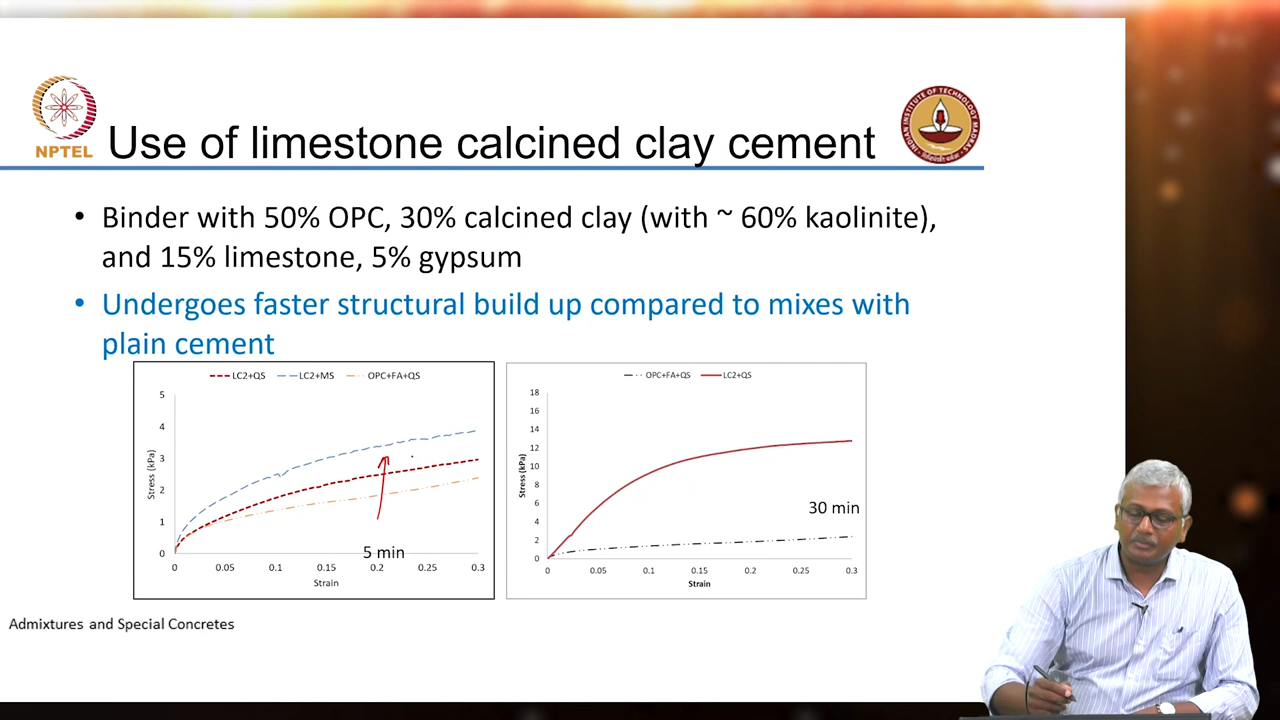 NPTEL
Use of limestone calcined clay cement
INDIAN INSTITUTE OF TECHNOLOGY MADRAS
• Binder with 50% OPC, 30% calcined clay (with ~ 60% kaolinite),
and 15% limestone, 5% gypsum
• Undergoes faster structural build up compared to mixes with
plain cement
LC2+QS LC2+MS OPC+FA+QS
5
4
3
2
1
0
Stress (kPa)
5 min
0 0.05 0.1 0.15 0.2 0.25 0.3
Strain
OPC+FA+QS LC2+QS
18
16
14
12
10
8
6
4
2
0
Stress (kPa)
30 min
0 0.05 0.1 0.15 0.2 0.25 0.3
Strain
Admixtures and Special Concretes